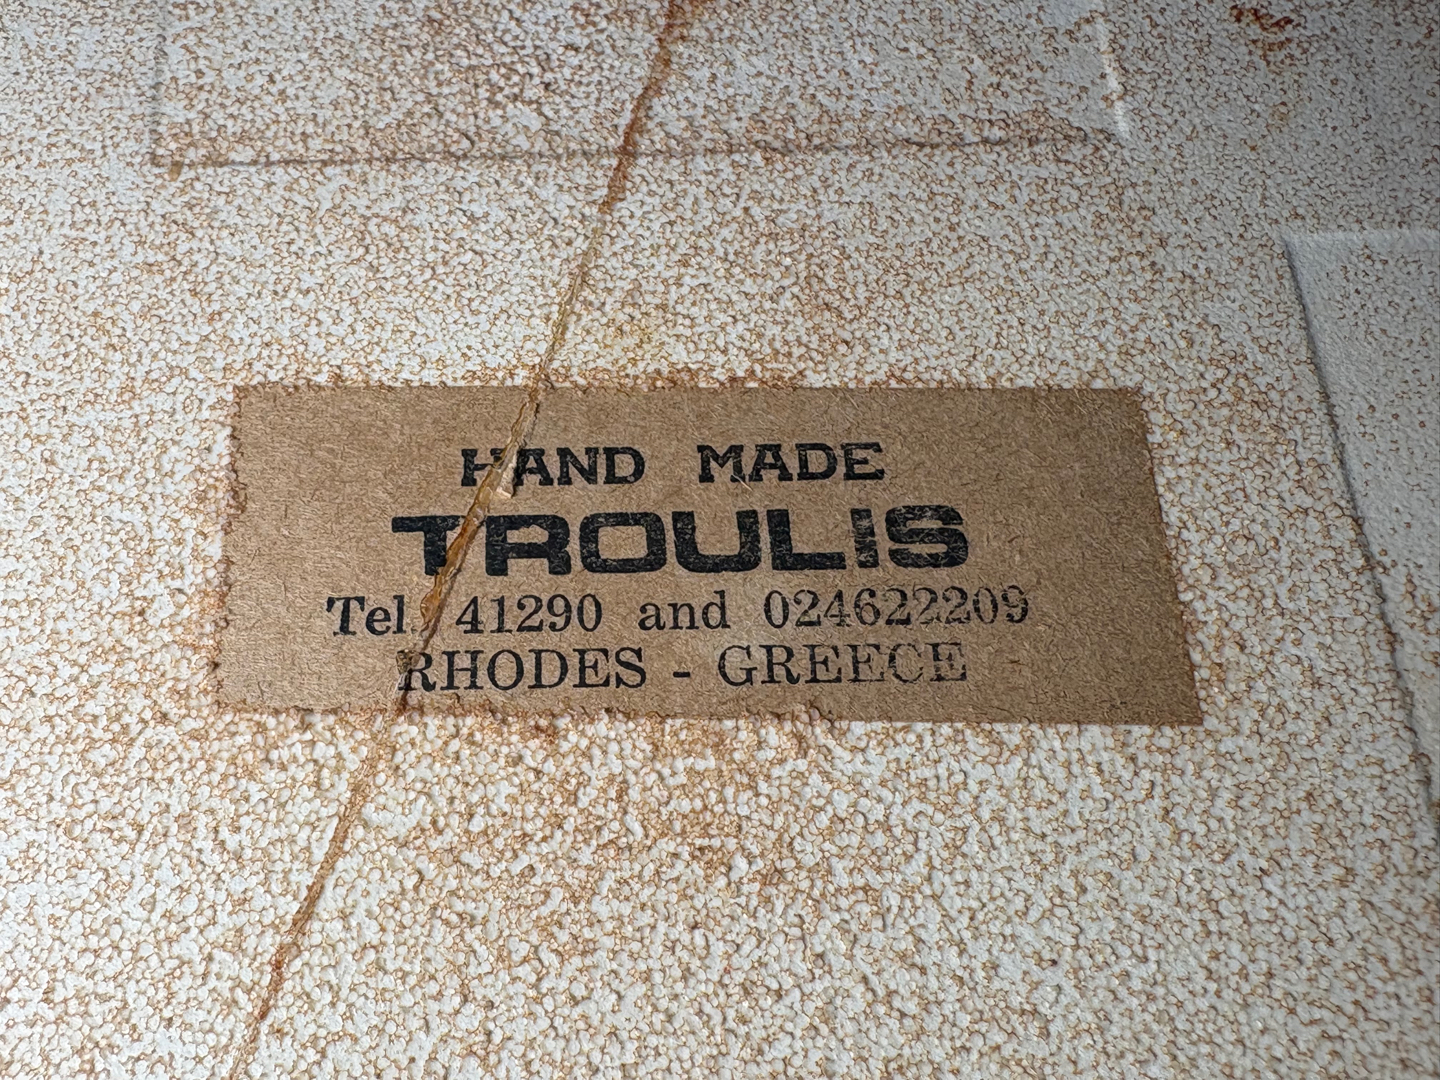 HAND MADE
TROULIS
Tel. 41290 and 024622209
RHODES - GREECE